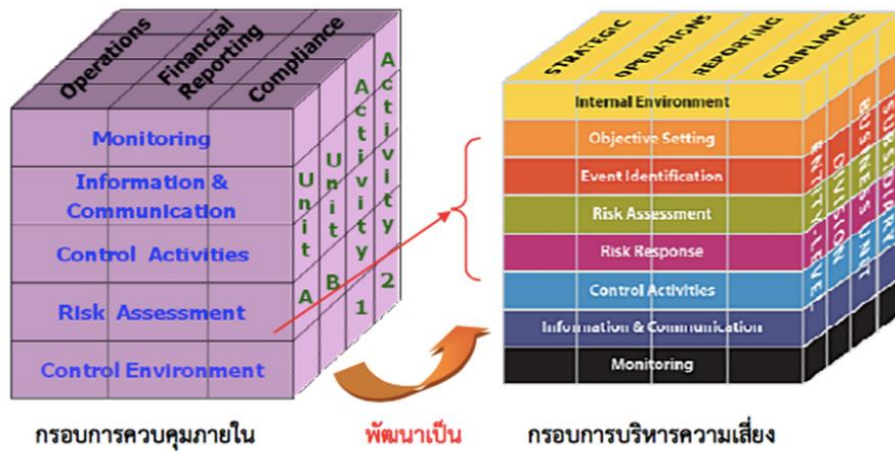 Operations
Financial
Reporting
Compliance
Monitoring
Information &
Communication
Control Activities
Risk Assessment
Control Environment
Unit A
Unit B
Activity 1
Activity 2
STRATEGIC
OPERATIONS
REPORTING
COMPLIANCE
Internal Environment
Objective Setting
Event Identification
Risk Assessment
Risk Response
Control Activities
Information & Communication
Monitoring
ENTITY-LEVEL
DIVISION
BUSINESS UNIT
SUBSIDIARY
กรอบการควบคุมภายใน
พัฒนาเป็น
กรอบการบริหารความเสี่ยง